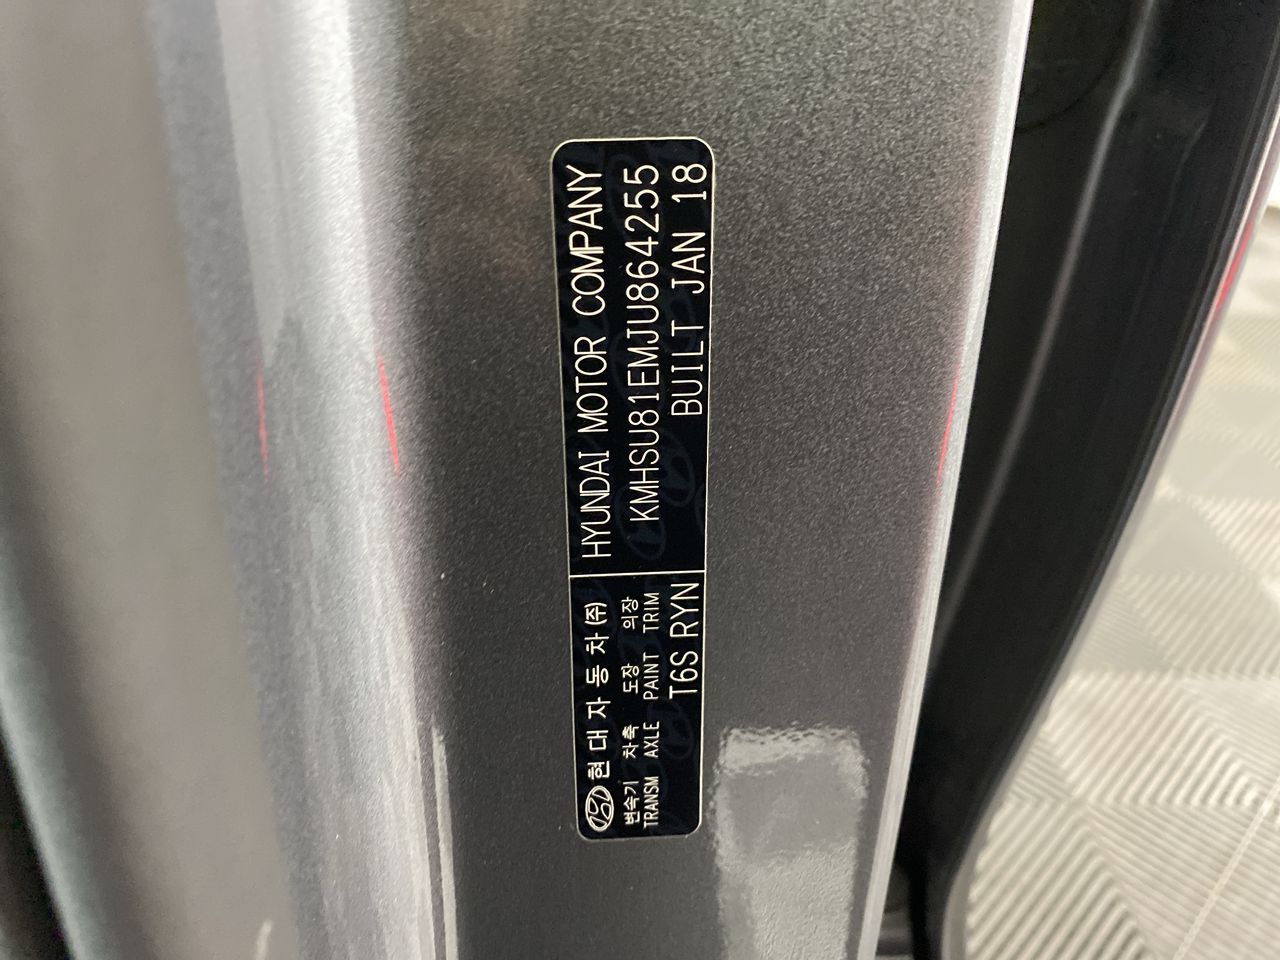 현대자동차(주)
변속기 차축 도장 의장
TRANSM AXLE PAINT TRIM
T6S RYN
HYUNDAI MOTOR COMPANY
KMHSU81EMJU864255
BUILT JAN 18